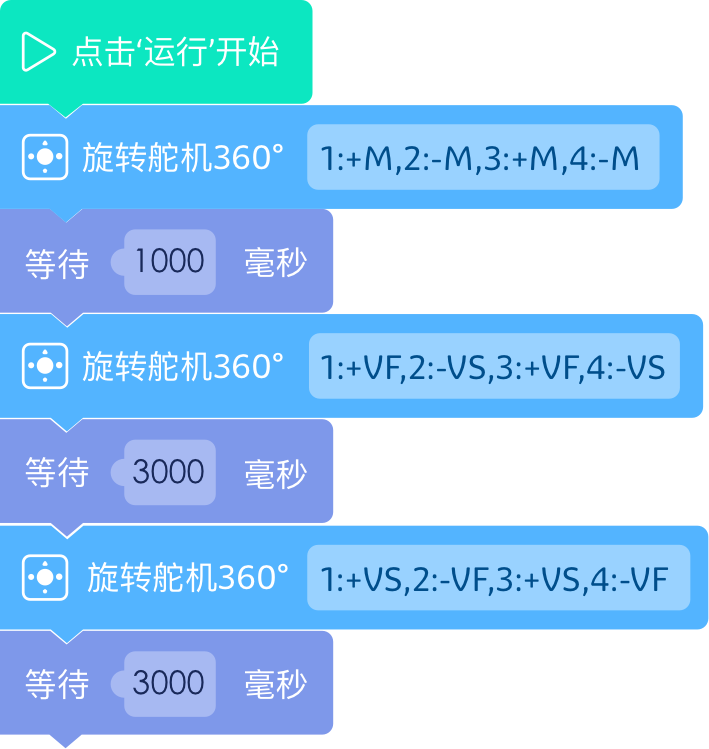 点击‘运行’开始
旋转舵机360° 1:+M,2:-M,3:+M,4:-M
等待 1000 毫秒
旋转舵机360° 1:+VF,2:-VS,3:+VF,4:-VS
等待 3000 毫秒
旋转舵机360° 1:+VS,2:-VF,3:+VS,4:-VF
等待 3000 毫秒